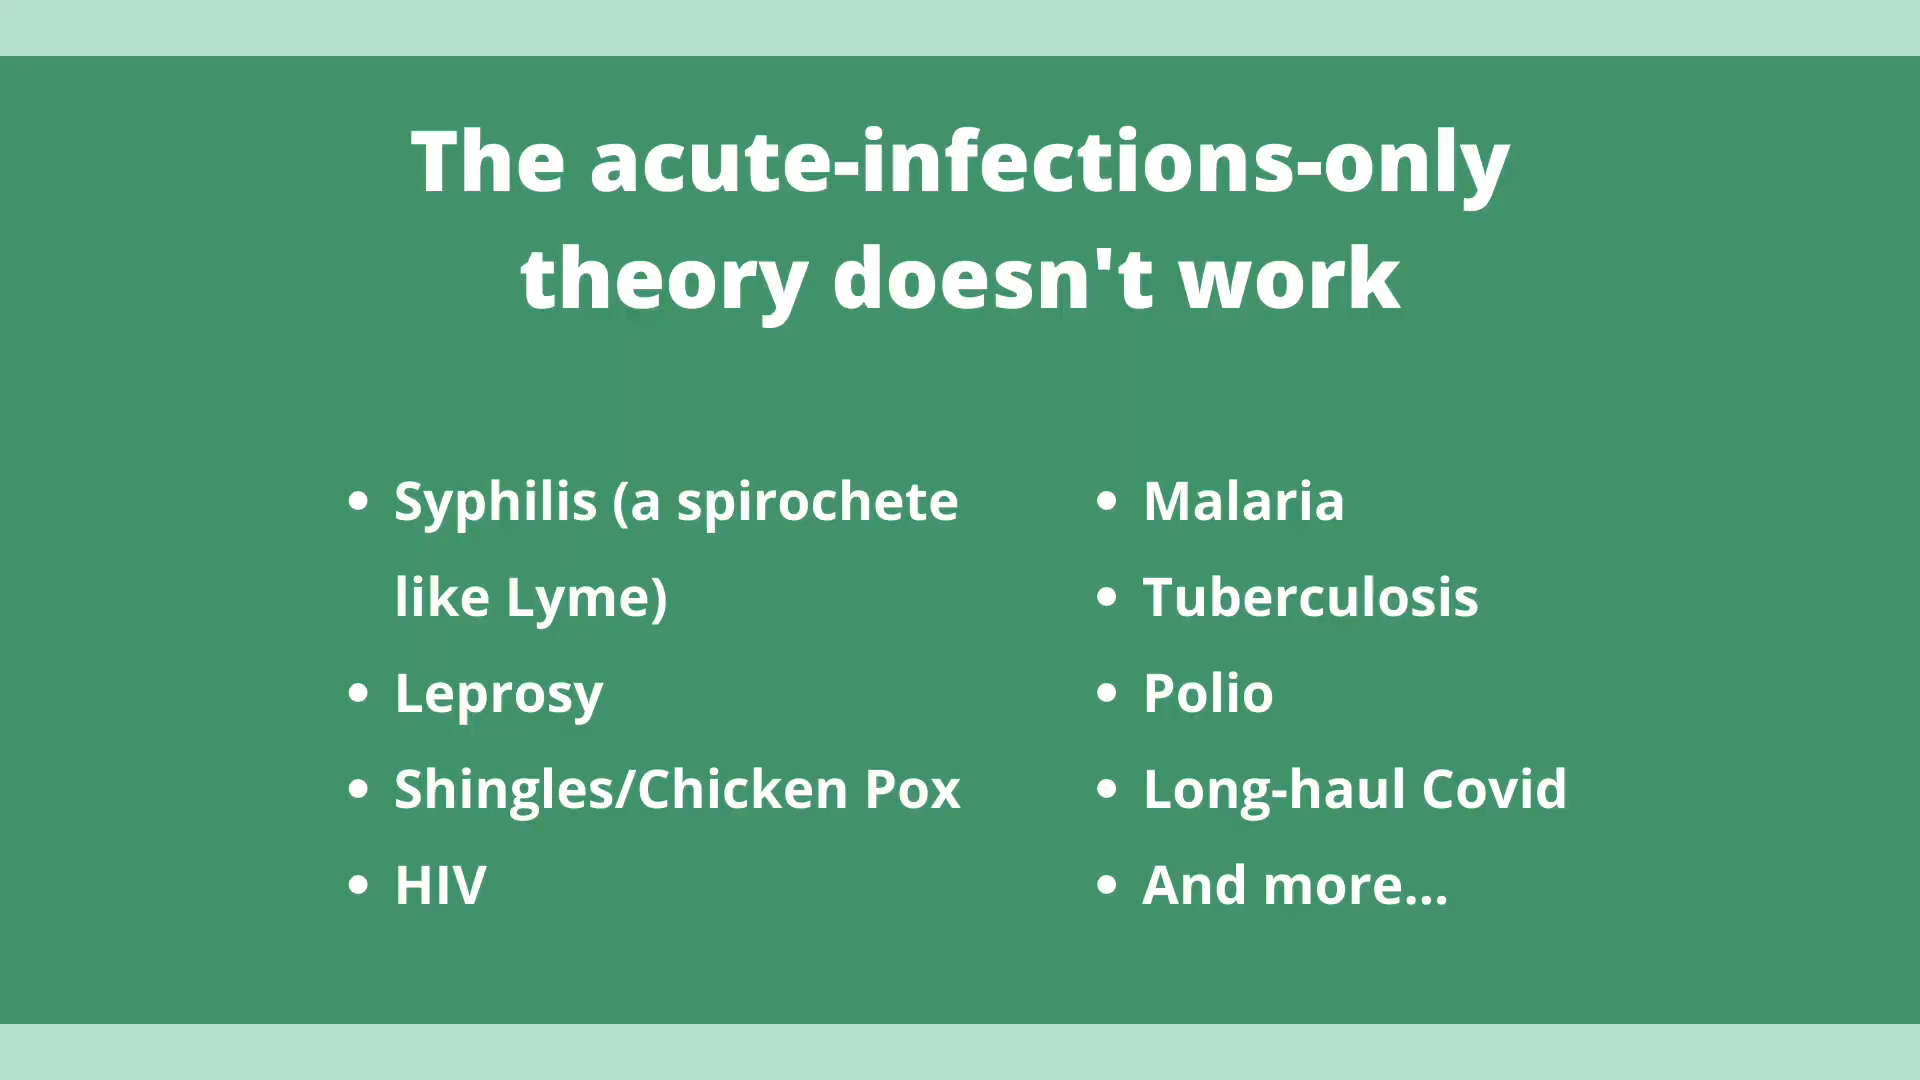 The acute-infections-only
theory doesn't work
• Syphilis (a spirochete
like Lyme)
• Leprosy
• Shingles/Chicken Pox
• HIV
• Malaria
• Tuberculosis
• Polio
• Long-haul Covid
• And more...